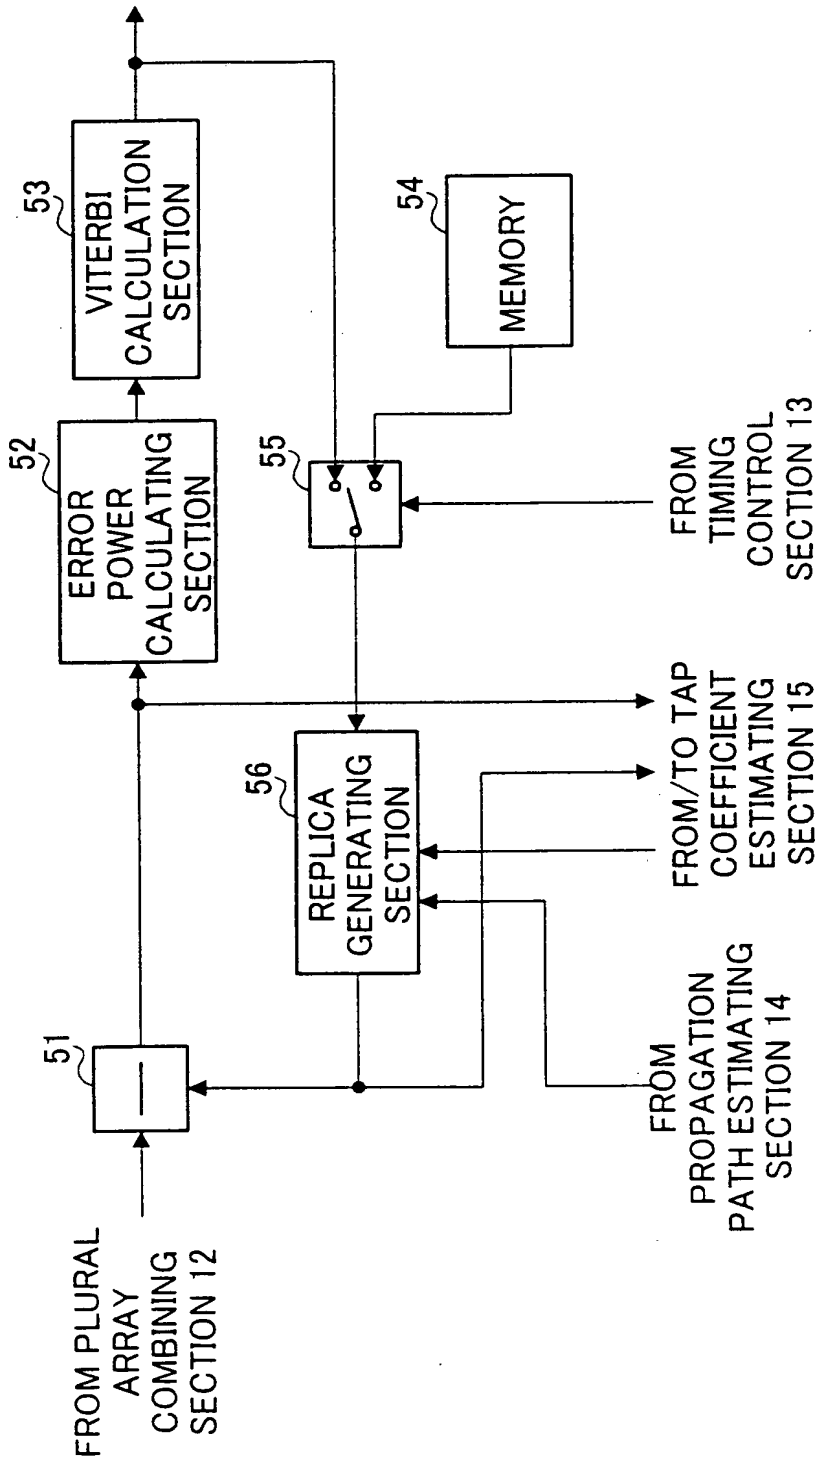 FROM PLURAL
ARRAY
COMBINING
SECTION 12
51
52
ERROR
POWER
CALCULATING
SECTION
53
VITERBI
CALCULATION
SECTION
56
REPLICA
GENERATING
SECTION
55
54
MEMORY
FROM
PROPAGATION
PATH ESTIMATING
SECTION 14
FROM/TO TAP
COEFFICIENT
ESTIMATING
SECTION 15
FROM
TIMING
CONTROL
SECTION 13